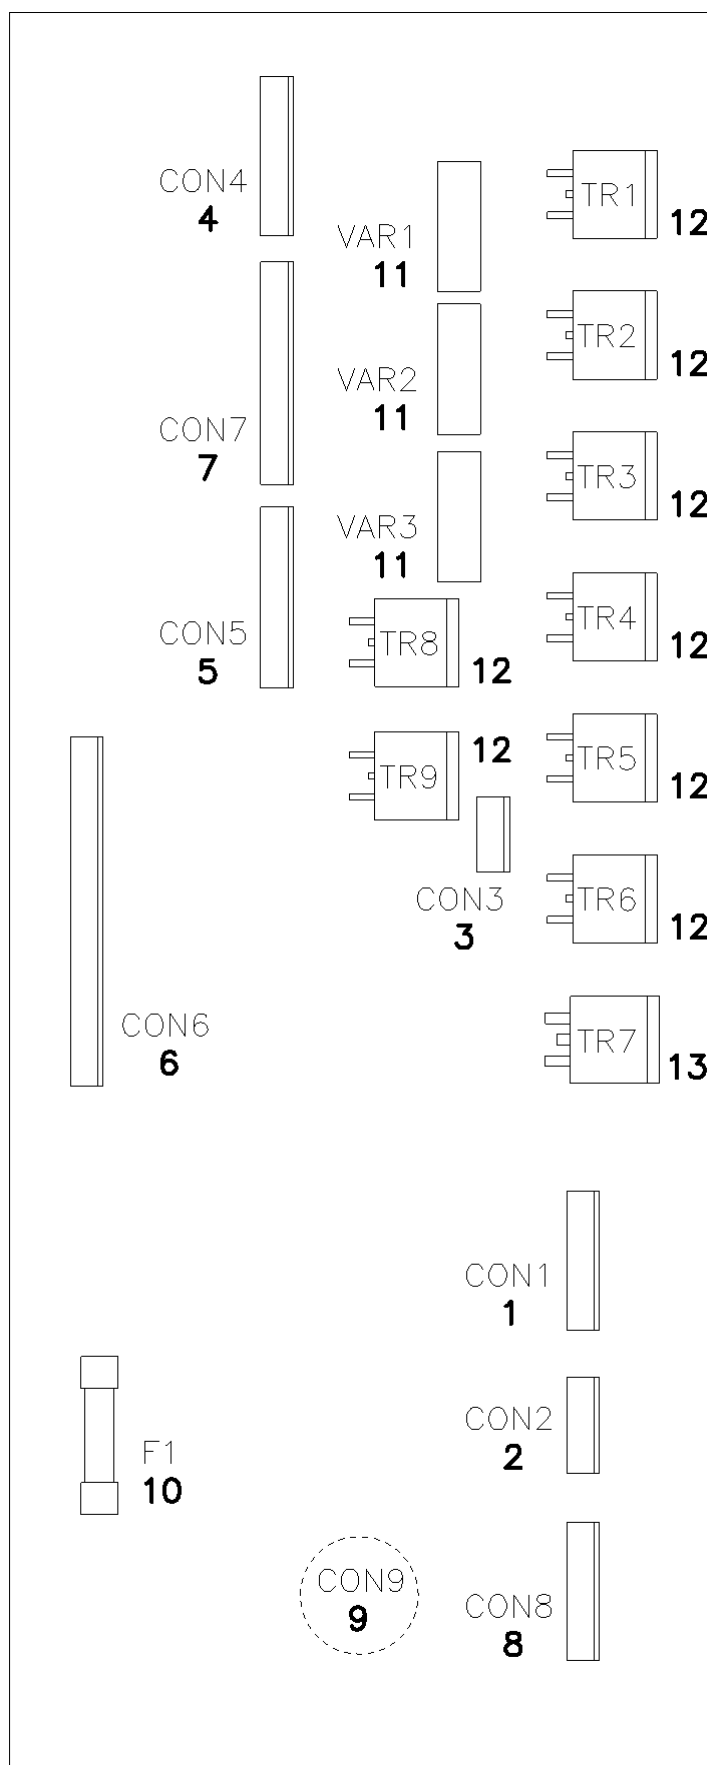 CON4
4
TR1
12
VAR1
11
TR2
12
VAR2
11
CON7
7
TR3
12
VAR3
11
CON5
5
TR4
12
TR8
12
TR9
12
TR5
12
CON3
3
TR6
12
CON6
6
TR7
13
CON1
1
CON2
2
F1
10
CON9
9
CON8
8